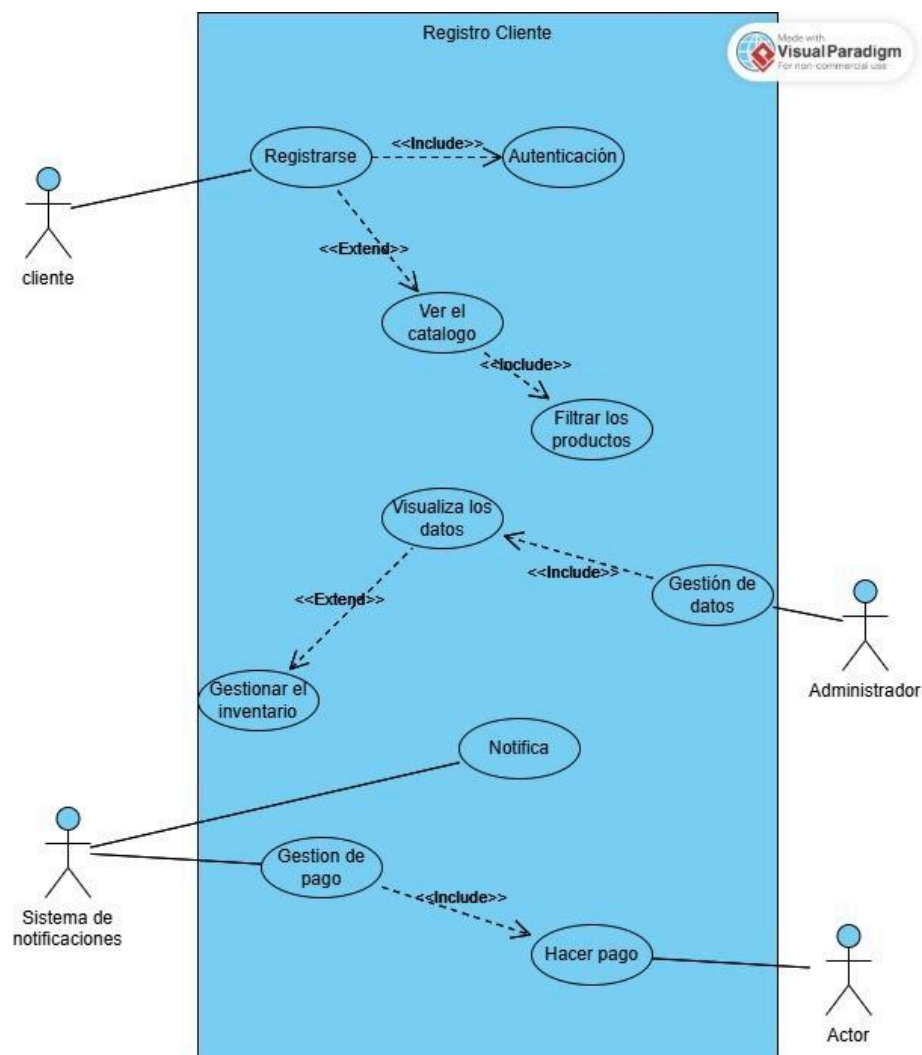 Registro Cliente
Made with
Visual Paradigm
For non-commercial use
Registrarse
<<Include>>
Autenticación
cliente
<<Extend>>
Ver el
catalogo
<<Include>>
Filtrar los
productos
Visualiza los
datos
<<Include>>
Gestión de
datos
<<Extend>>
Administrador
Gestionar el
inventario
Notifica
Gestion de
pago
<<Include>>
Sistema de
notificaciones
Hacer pago
Actor